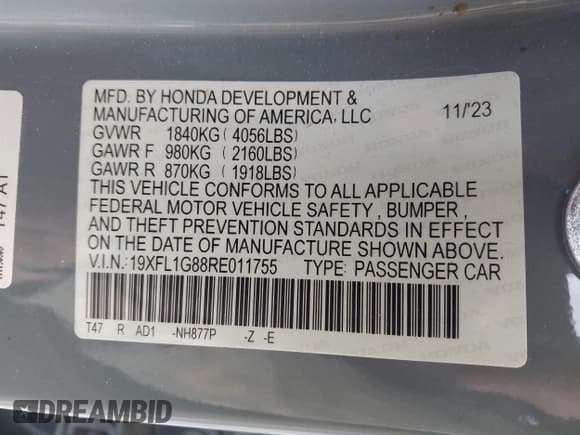 MFD. BY HONDA DEVELOPMENT &
MANUFACTURING OF AMERICA, LLC 11/'23
GVWR 1840KG (4056LBS)
GAWR F 980KG (2160LBS)
GAWR R 870KG (1918LBS)
THIS VEHICLE CONFORMS TO ALL APPLICABLE
FEDERAL MOTOR VEHICLE SAFETY , BUMPER ,
AND THEFT PREVENTION STANDARDS IN EFFECT
ON THE DATE OF MANUFACTURE SHOWN ABOVE.
V.I.N.:19XFL1G88RE011755 TYPE: PASSENGER CAR
T47 R AD1 -NH877P -Z -E
T47 A1
DREAMBID